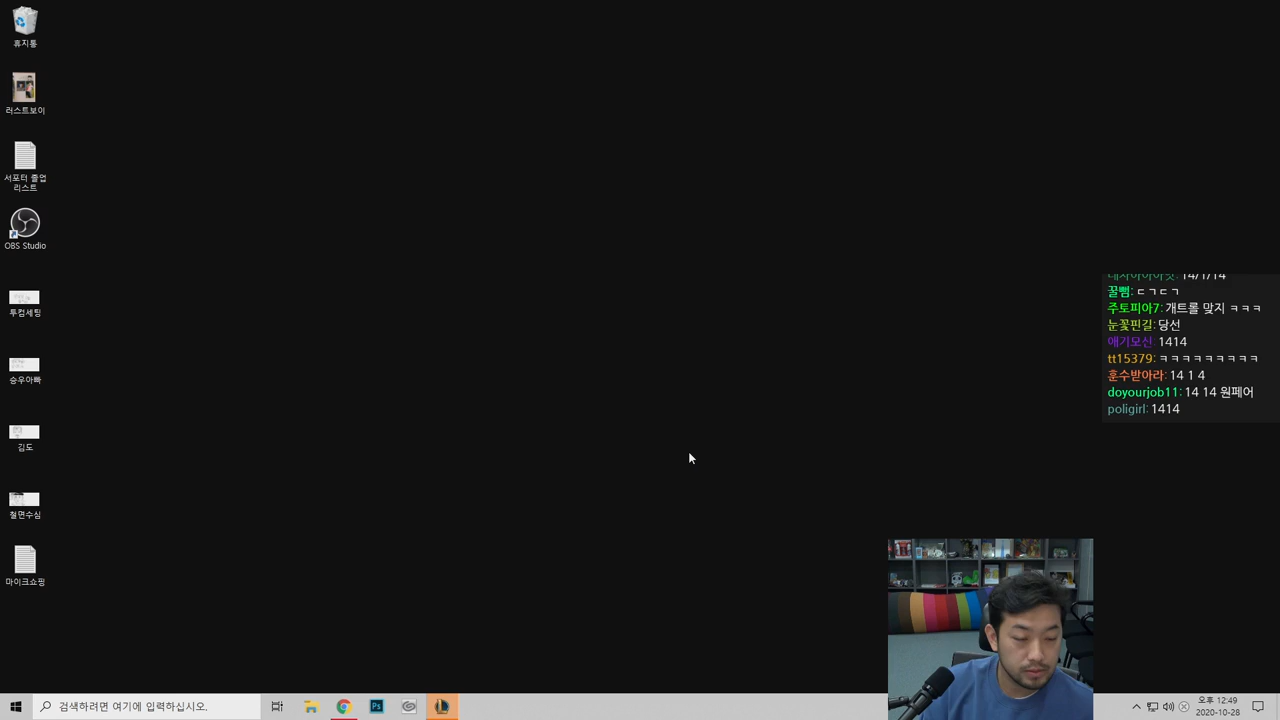 휴지통
러스트보이
서포터 졸업
리스트
OBS Studio
투컴세팅
승우아빠
김도
철면수심
마이크쇼핑
14/1/14
꿀뻠: ㄷㄱㄷㄱ
주토피아7: 개트롤 맞지 ㅋㅋㅋ
눈꽃핀길: 당선
애기모신: 1414
tt15379: ㅋㅋㅋㅋㅋㅋㅋㅋㅋ
훈수받아라: 14 1 4
doyourjob11: 14 14 원페어
poligirl: 1414
검색하려면 여기에 입력하십시오.
Ps
오후 12:49
2020-10-28